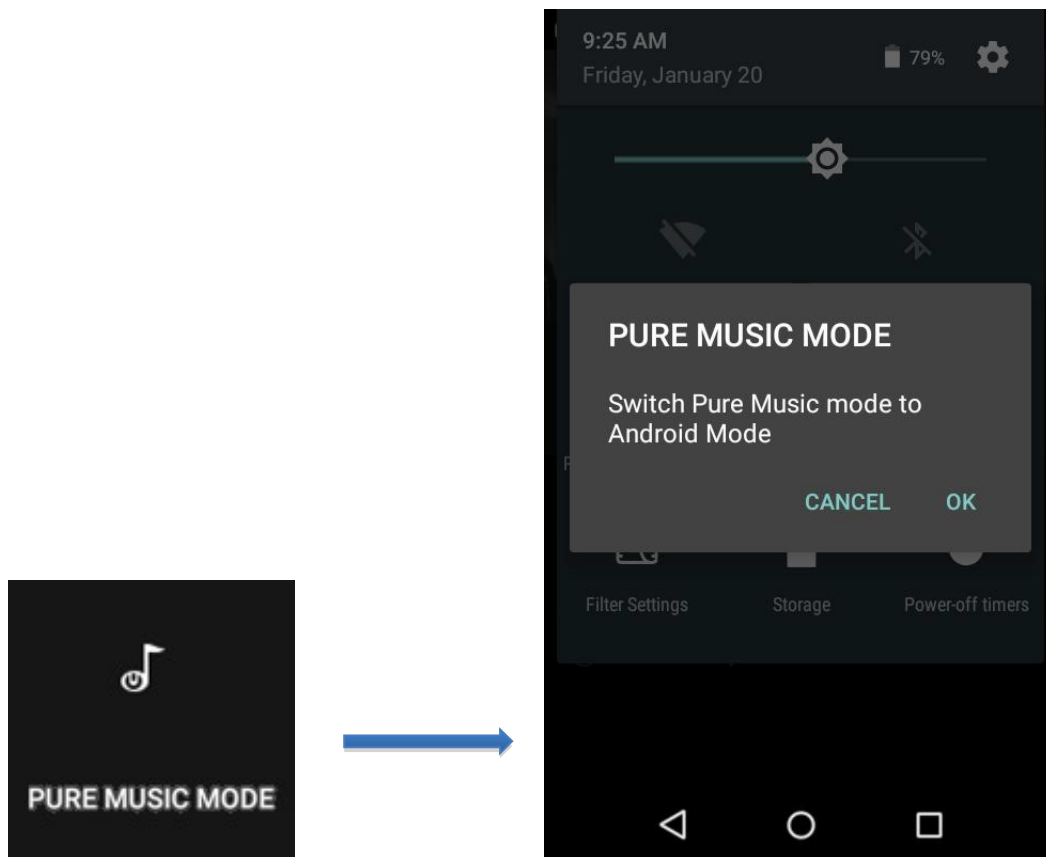 PURE MUSIC MODE
9:25 AM
79%
Friday, January 20
PURE MUSIC MODE
Switch Pure Music mode to
Android Mode
CANCEL OK
Filter Settings Storage Power-off timers